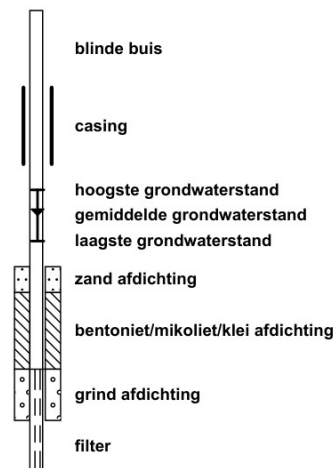 blinde buis
casing
hoogste grondwaterstand
gemiddelde grondwaterstand
laagste grondwaterstand
zand afdichting
bentoniet/mikoliet/klei afdichting
grind afdichting
filter